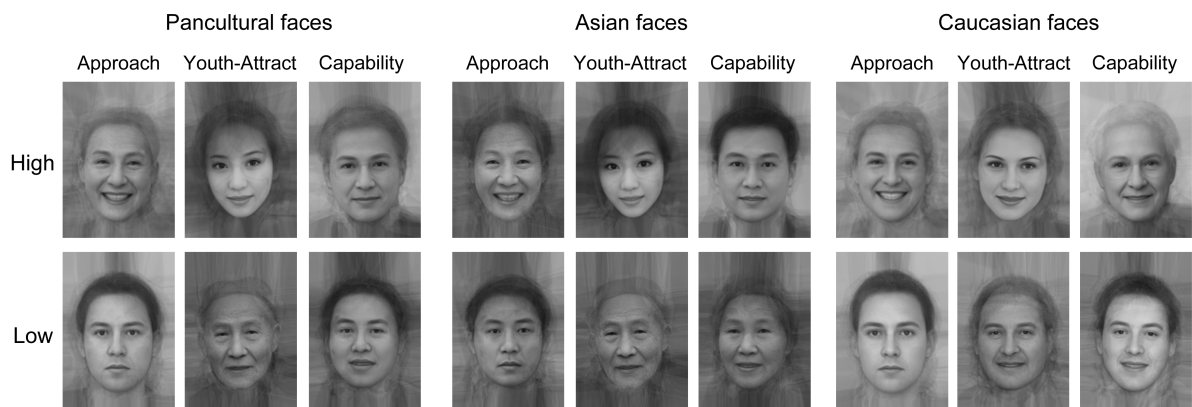 Pancultural faces Asian faces Caucasian faces
Approach Youth-Attract Capability Approach Youth-Attract Capability Approach Youth-Attract Capability
High
Low